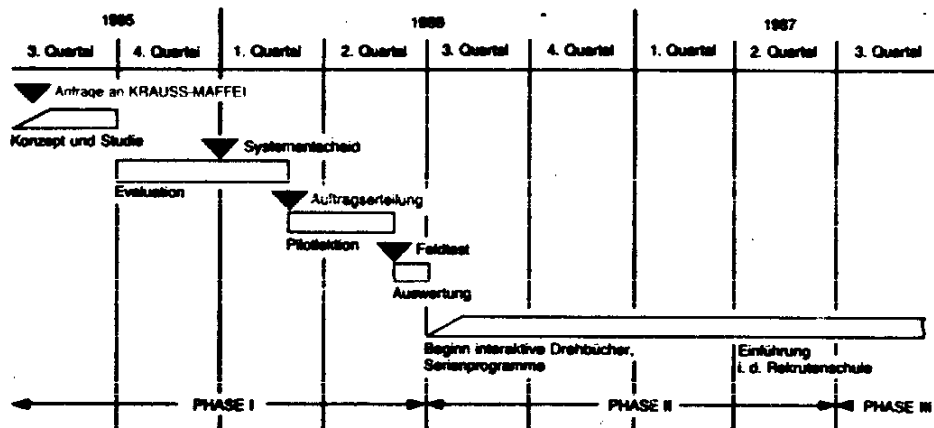 1985 1986 1987
3. Quartal 4. Quartal 1. Quartal 2. Quartal 3. Quartal 4. Quartal 1. Quartal 2. Quartal 3. Quartal
Anfrage an KRAUSS-MAFFEI
Konzept und Studie
Systementscheid
Evaluation
Auftragserteilung
Pilotlektion
Feldtest
Auswertung
Beginn interaktive Drehbücher, Einführung
Serienprogramme i. d. Rekrutenschule
PHASE I PHASE II PHASE III